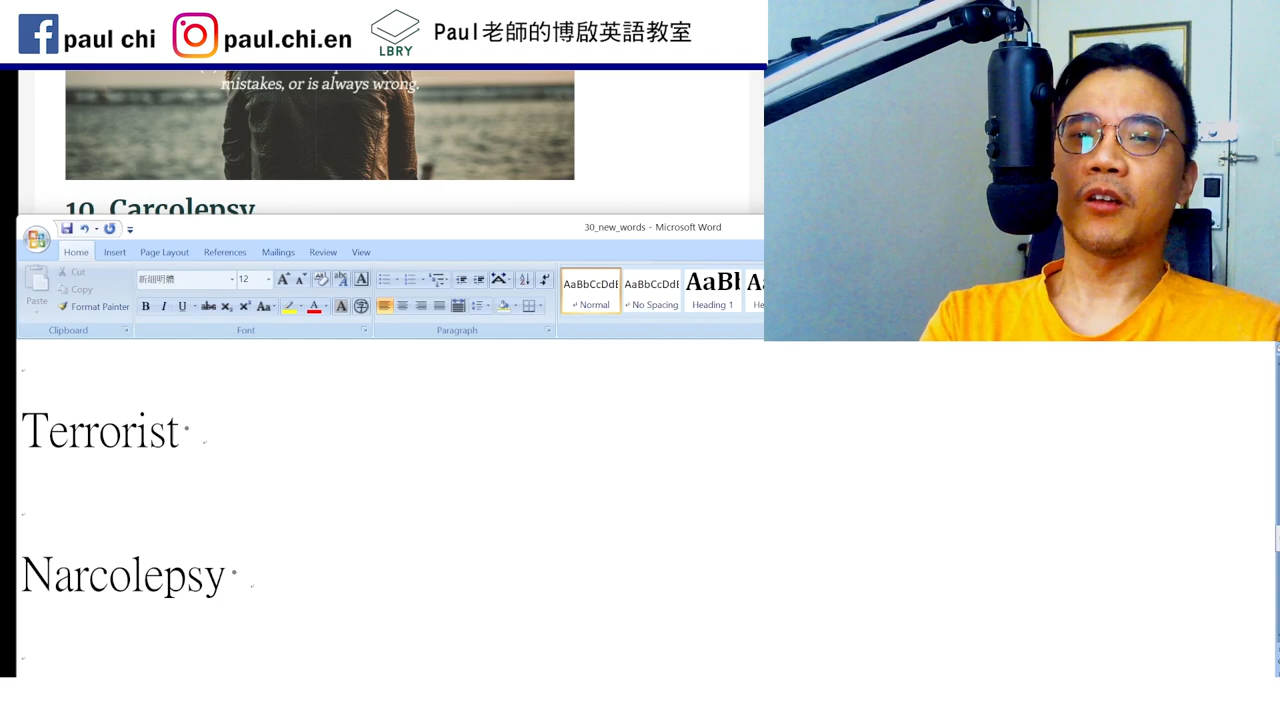 paul chi
paul.chi.en
LBRY
Paul老師的博啟英語教室
mistakes, or is always wrong.
10. Carcolepsy
30_new_words - Microsoft Word
Home Insert Page Layout References Mailings Review View
Paste
Cut
Copy
Format Painter
Clipboard
新細明體 12
Font
Paragraph
AaBbCcDdE AaBbCcDdE AaBbC
Normal No Spacing Heading 1
Terrorist
Narcolepsy